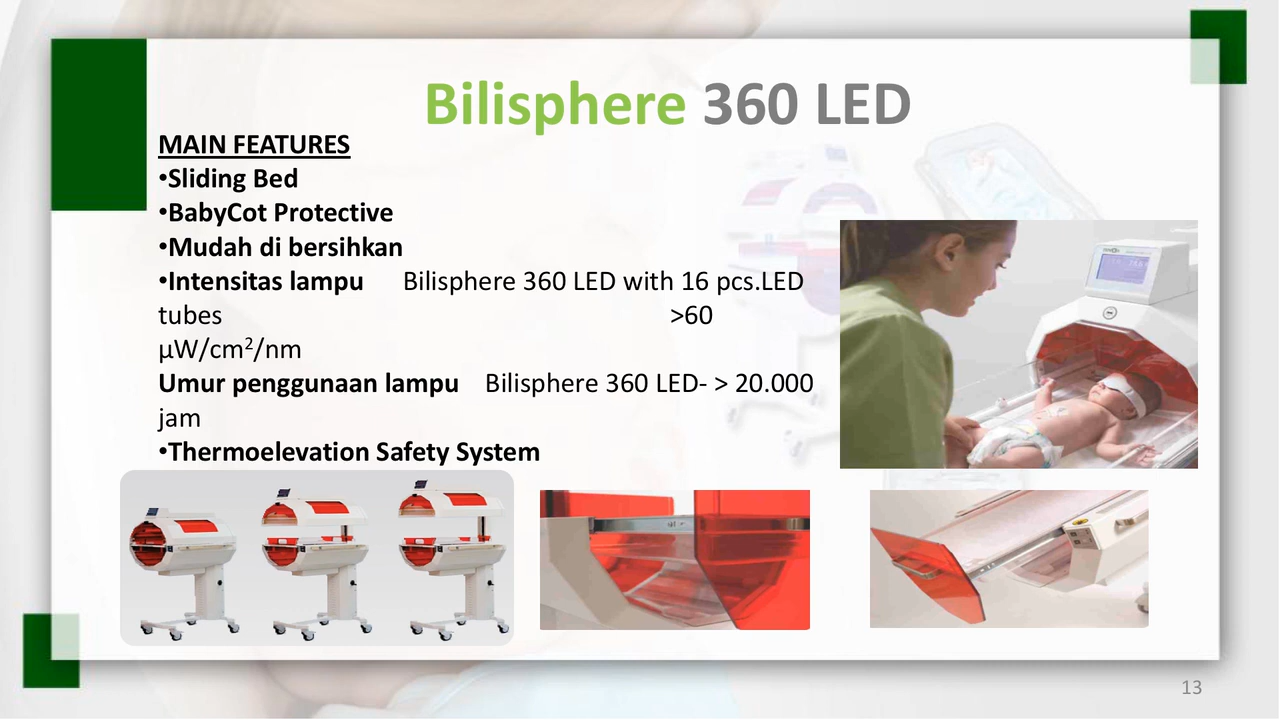 Bilisphere 360 LED
MAIN FEATURES
•Sliding Bed
•BabyCot Protective
•Mudah di bersihkan
•Intensitas lampu Bilisphere 360 LED with 16 pcs.LED
tubes >60
µW/cm²/nm
Umur penggunaan lampu Bilisphere 360 LED- > 20.000
jam
•Thermoelevation Safety System
13